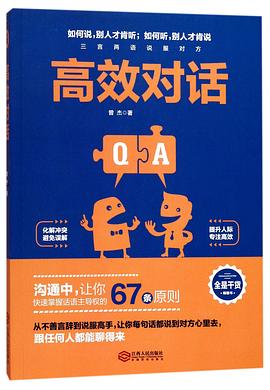 如何说,别人才肯听;如何听,别人才肯说
三言两语说服对方
高效对话
曾 杰◎著
Q A
化解冲突
避免误解
提升人际
专注高效
沟通中,让你
快速掌握话语主导权的
67条原则
全是干货
从不善言辞到说服高手,让你每句话都说到对方心里去,
跟任何人都能聊得来
江西人民出版社